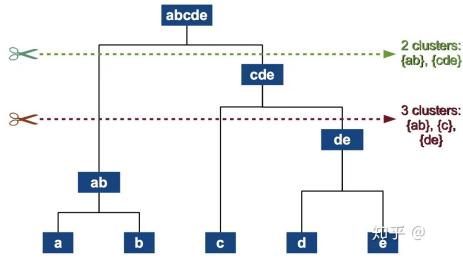 abcde
2 clusters:
{ab}, {cde}
cde
3 clusters:
{ab}, {c},
{de}
de
ab
a b c d e
知乎 @